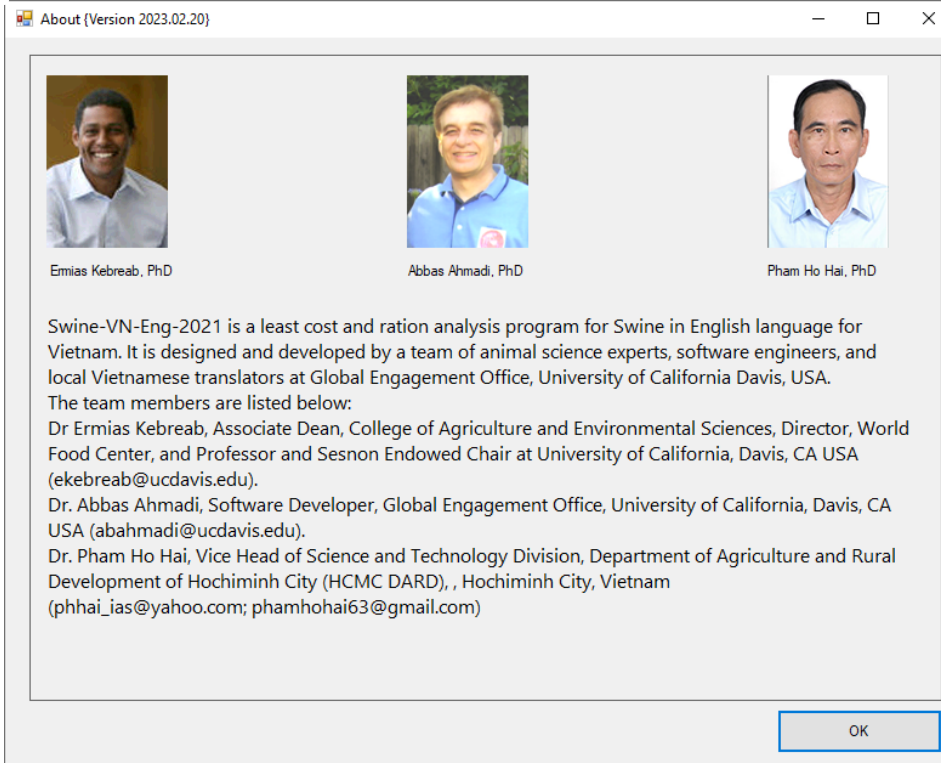 About {Version 2023.02.20}
Ermias Kebreab, PhD
Abbas Ahmadi, PhD
Pham Ho Hai, PhD
Swine-VN-Eng-2021 is a least cost and ration analysis program for Swine in English language for
Vietnam. It is designed and developed by a team of animal science experts, software engineers, and
local Vietnamese translators at Global Engagement Office, University of California Davis, USA.
The team members are listed below:
Dr Ermias Kebreab, Associate Dean, College of Agriculture and Environmental Sciences, Director, World
Food Center, and Professor and Sesnon Endowed Chair at University of California, Davis, CA USA
(ekebreab@ucdavis.edu).
Dr. Abbas Ahmadi, Software Developer, Global Engagement Office, University of California, Davis, CA
USA (abahmadi@ucdavis.edu).
Dr. Pham Ho Hai, Vice Head of Science and Technology Division, Department of Agriculture and Rural
Development of Hochiminh City (HCMC DARD), , Hochiminh City, Vietnam
(phhai_ias@yahoo.com; phamhohai63@gmail.com)
OK